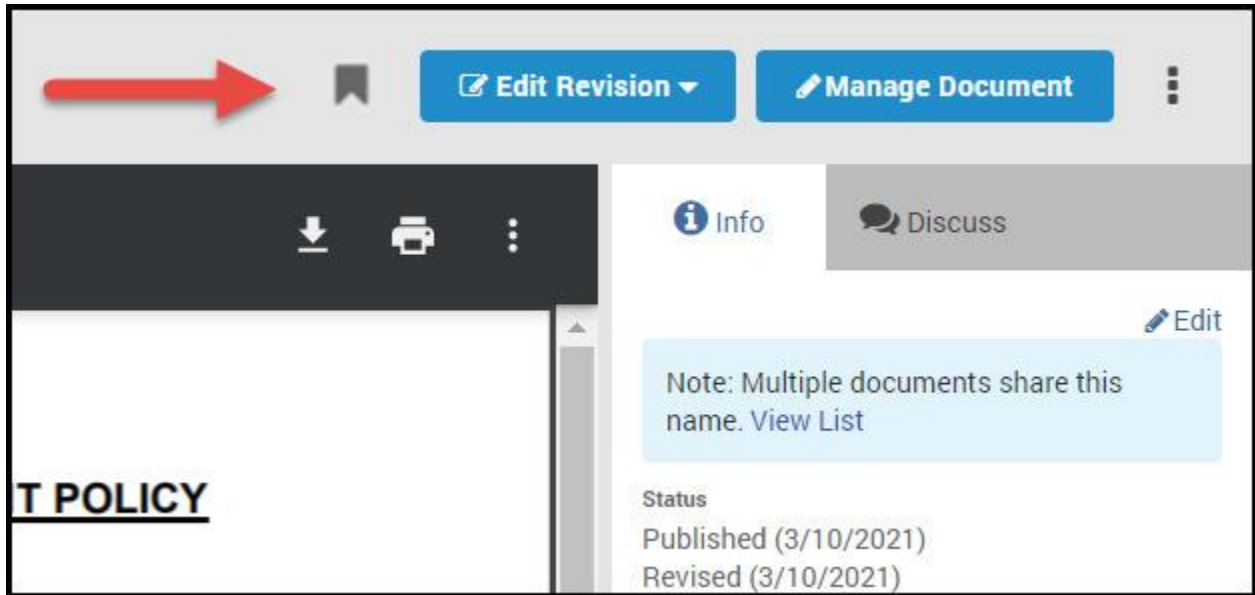 Edit Revision
Manage Document
Info
Discuss
Edit
Note: Multiple documents share this
name. View List
T POLICY
Status
Published (3/10/2021)
Revised (3/10/2021)